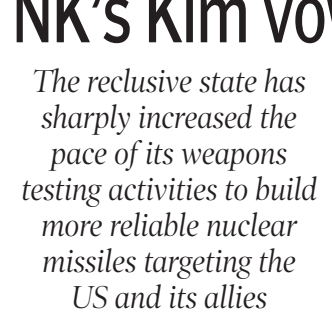 NK's Kim
The reclusive state has
sharply increased the
pace of its weapons
testing activities to build
more reliable nuclear
missiles targeting the
US and its allies